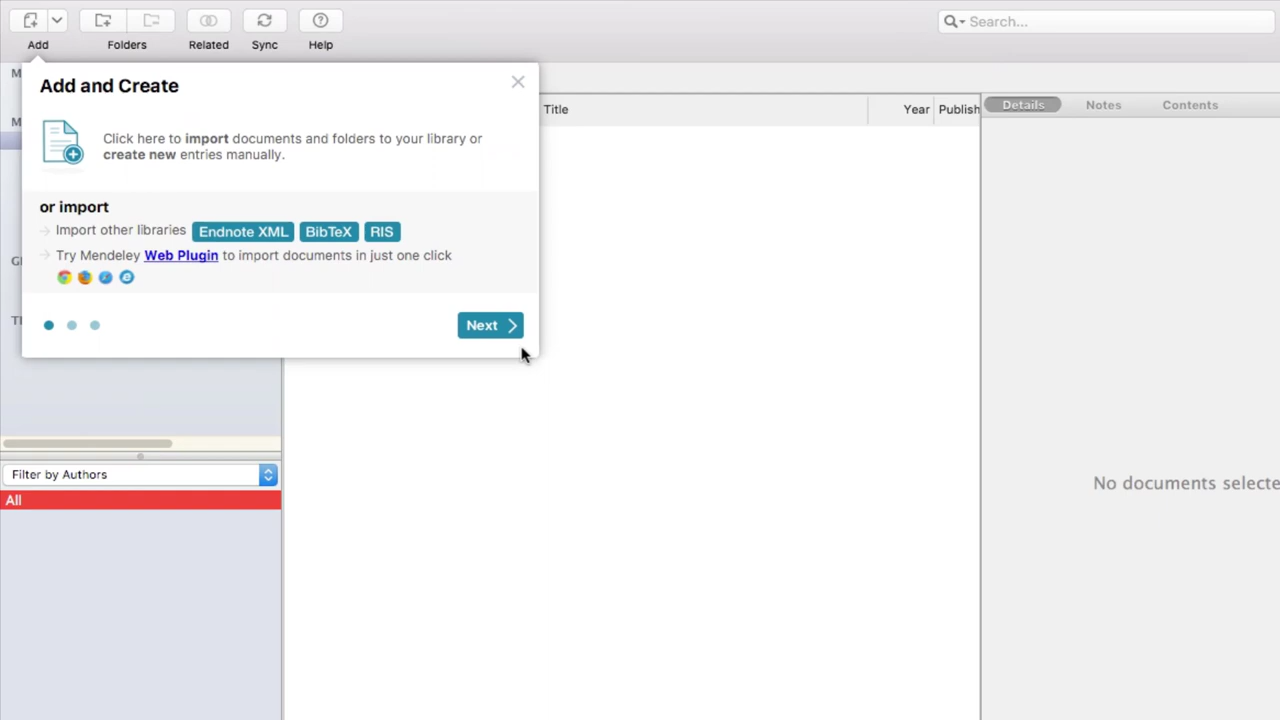 Search...
Add
Folders
Related
Sync
Help
Add and Create
Click here to import documents and folders to your library or
create new entries manually.
or import
Import other libraries Endnote XML BibTeX RIS
Try Mendeley Web Plugin to import documents in just one click
Next
Title
Year
Publish
Details
Notes
Contents
Filter by Authors
All
No documents selecte